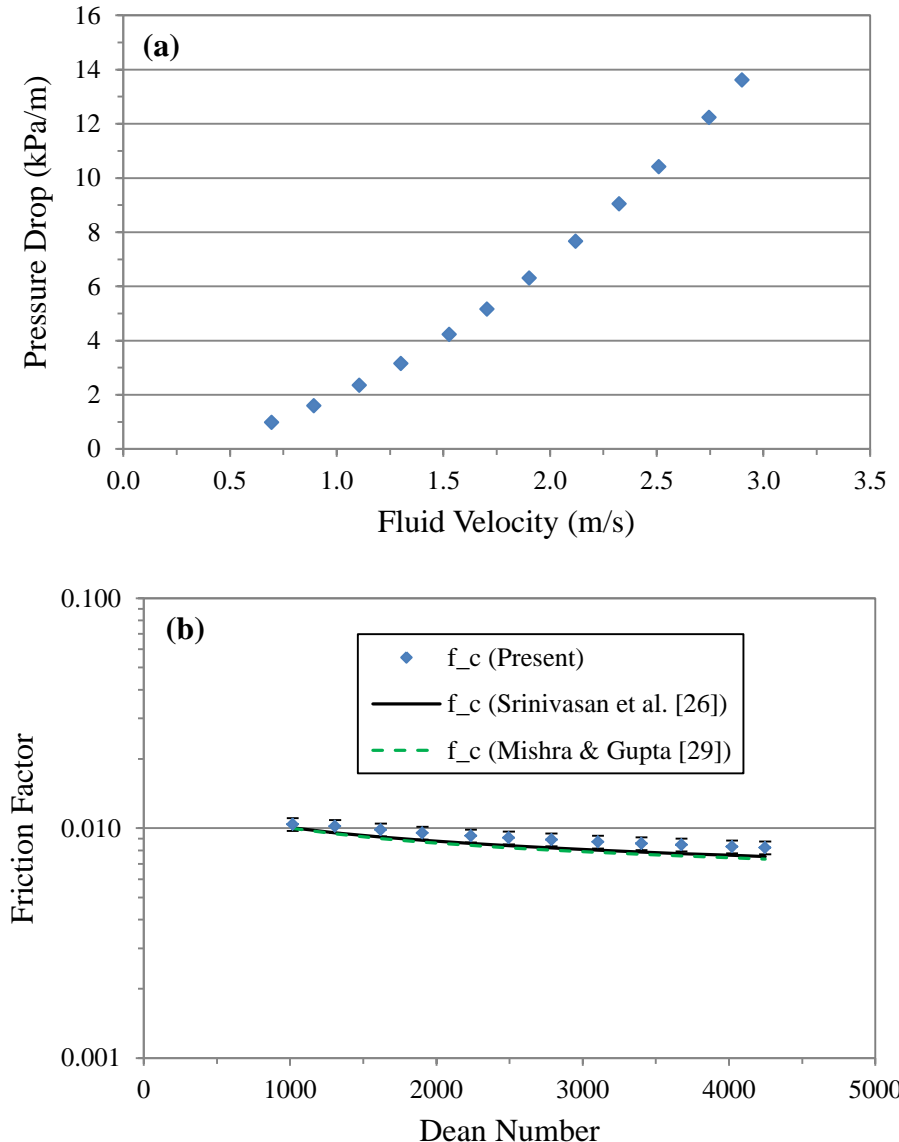 (a)
Pressure Drop (kPa/m)
16
14
12
10
8
6
4
2
0
0.0 0.5 1.0 1.5 2.0 2.5 3.0 3.5
Fluid Velocity (m/s)
(b)
Friction Factor
0.100
0.010
0.001
f_c (Present)
f_c (Srinivasan et al. [26])
f_c (Mishra & Gupta [29])
0 1000 2000 3000 4000 5000
Dean Number